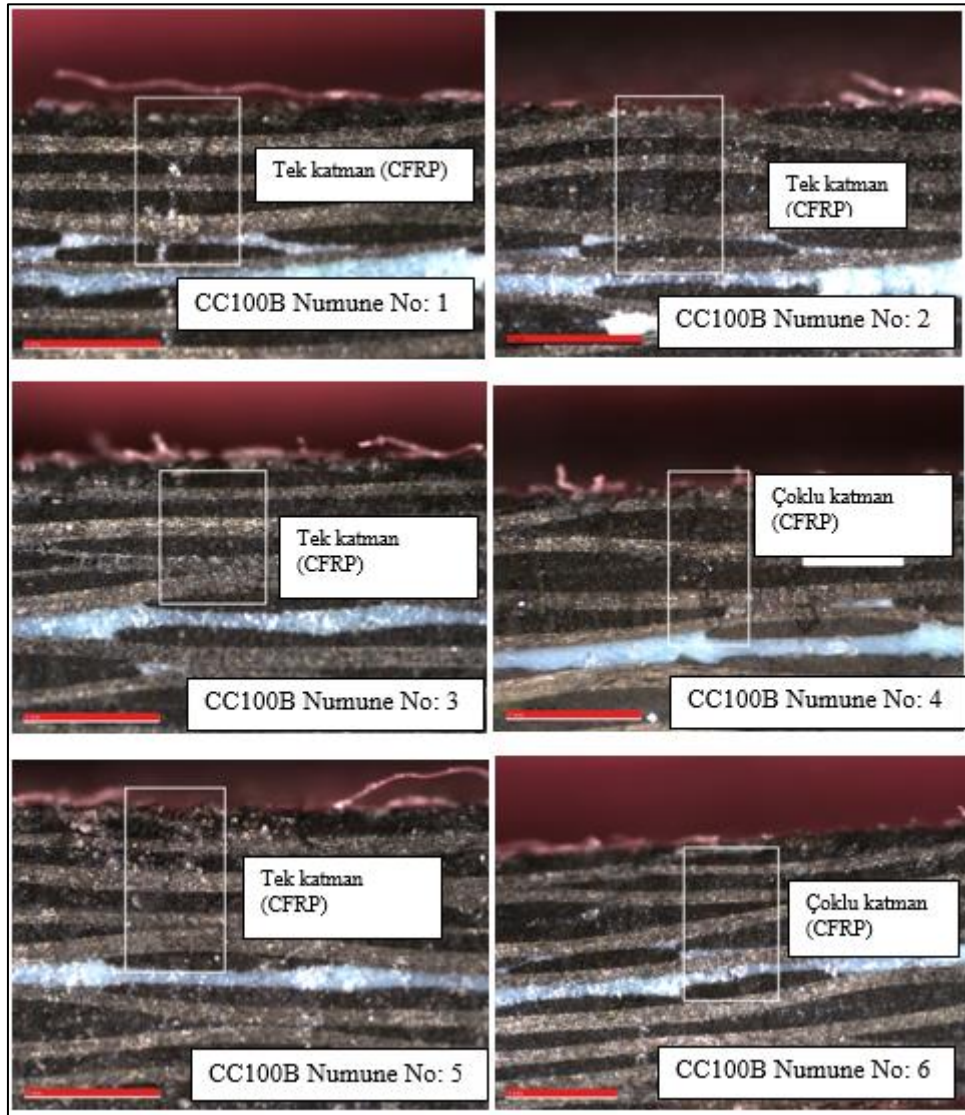 Tek katman (CFRP)
CC100B Numune No: 1
Tek katman
(CFRP)
CC100B Numune No: 2
Tek katman
(CFRP)
CC100B Numune No: 3
Çoklu katman
(CFRP)
CC100B Numune No: 4
Tek katman
(CFRP)
CC100B Numune No: 5
Çoklu katman
(CFRP)
CC100B Numune No: 6